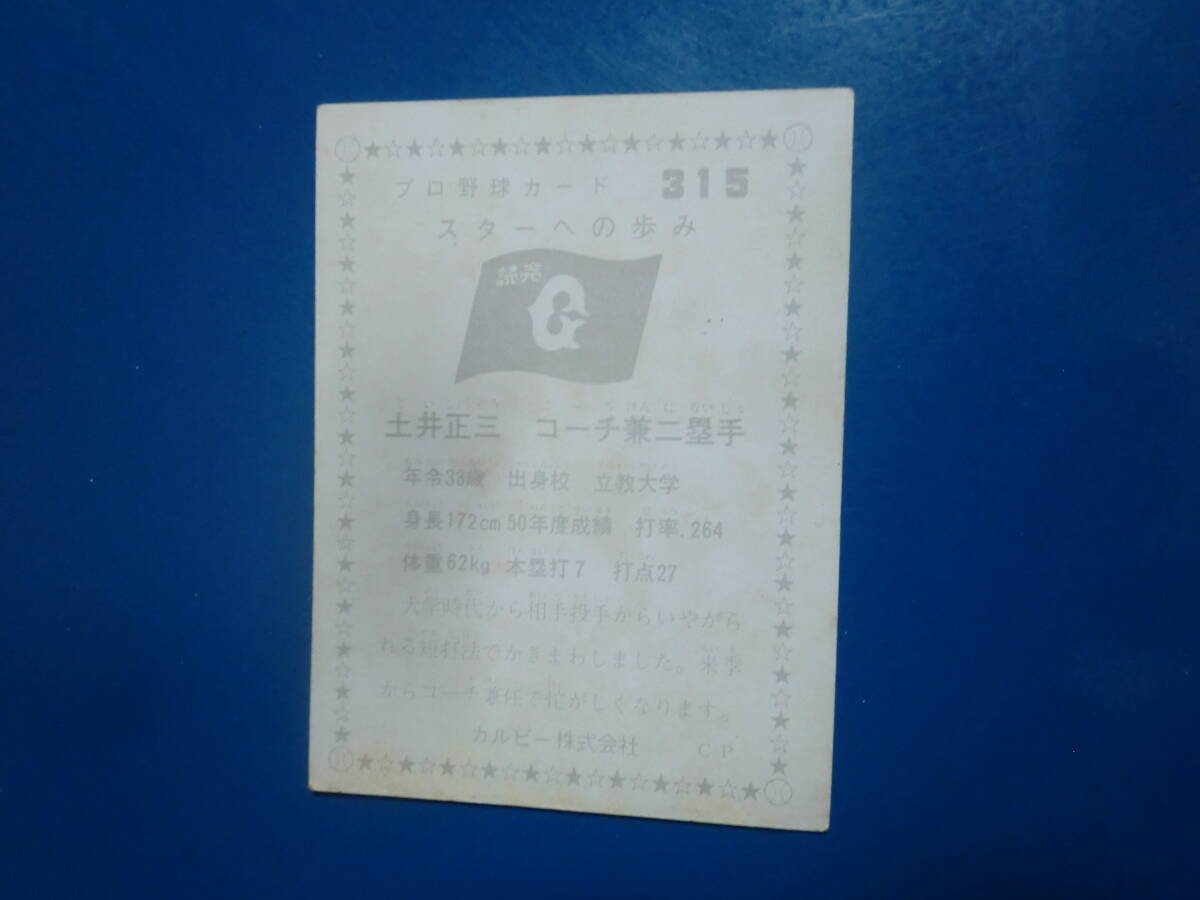 プロ野球カード 315
スターへの歩み
読売
G
土井正三 コーチ兼二塁手
年令33歳 出身校 立教大学
身長172cm 50年度成績 打率.264
体重62kg 本塁打7 打点27
大学時代から相手投手からいやがら
れる短打法でかきまわしました。来季
からコーチ兼任で忙がしくなります。
カルビー株式会社 CP